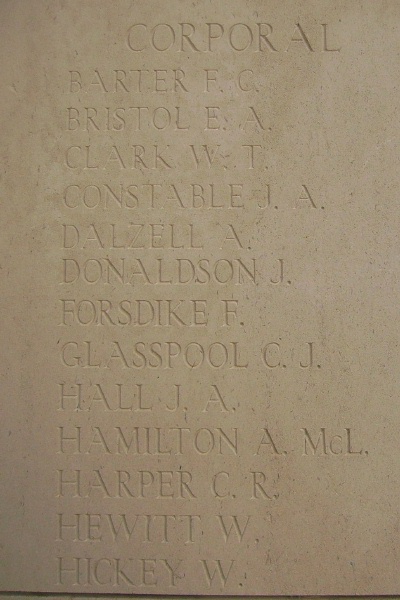 CORPORAL
BARTER F. C.
BRISTOL E. A.
CLARK W. T.
CONSTABLE J. A.
DALZELL A.
DONALDSON J.
FORSDIKE F.
GLASSPOOL C. J.
HALL J. A.
HAMILTON A. McL.
HARPER C. R.
HEWITT W.
HICKEY W.